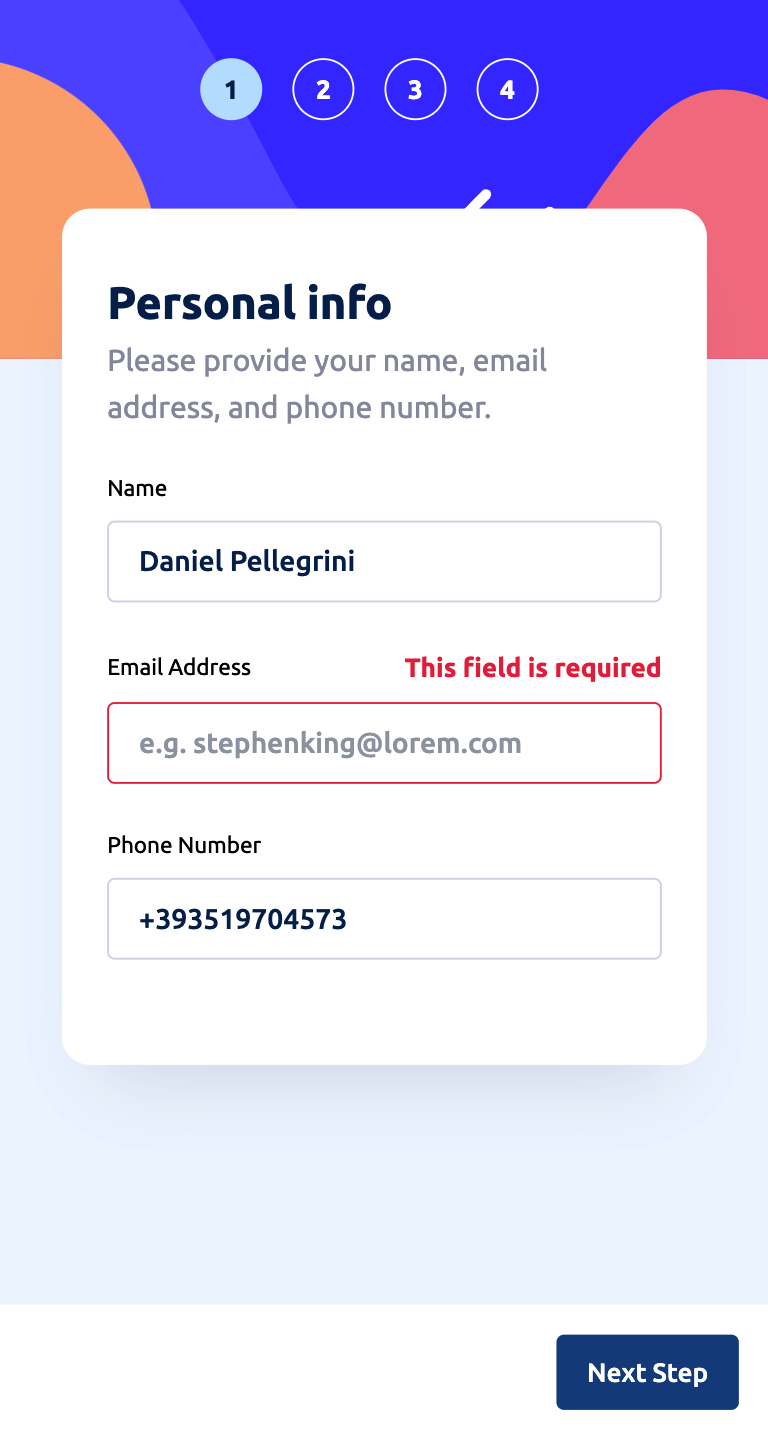 1 2 3 4
Personal info
Please provide your name, email
address, and phone number.
Name
Daniel Pellegrini
Email Address This field is required
e.g. stephenking@lorem.com
Phone Number
+393519704573
Next Step